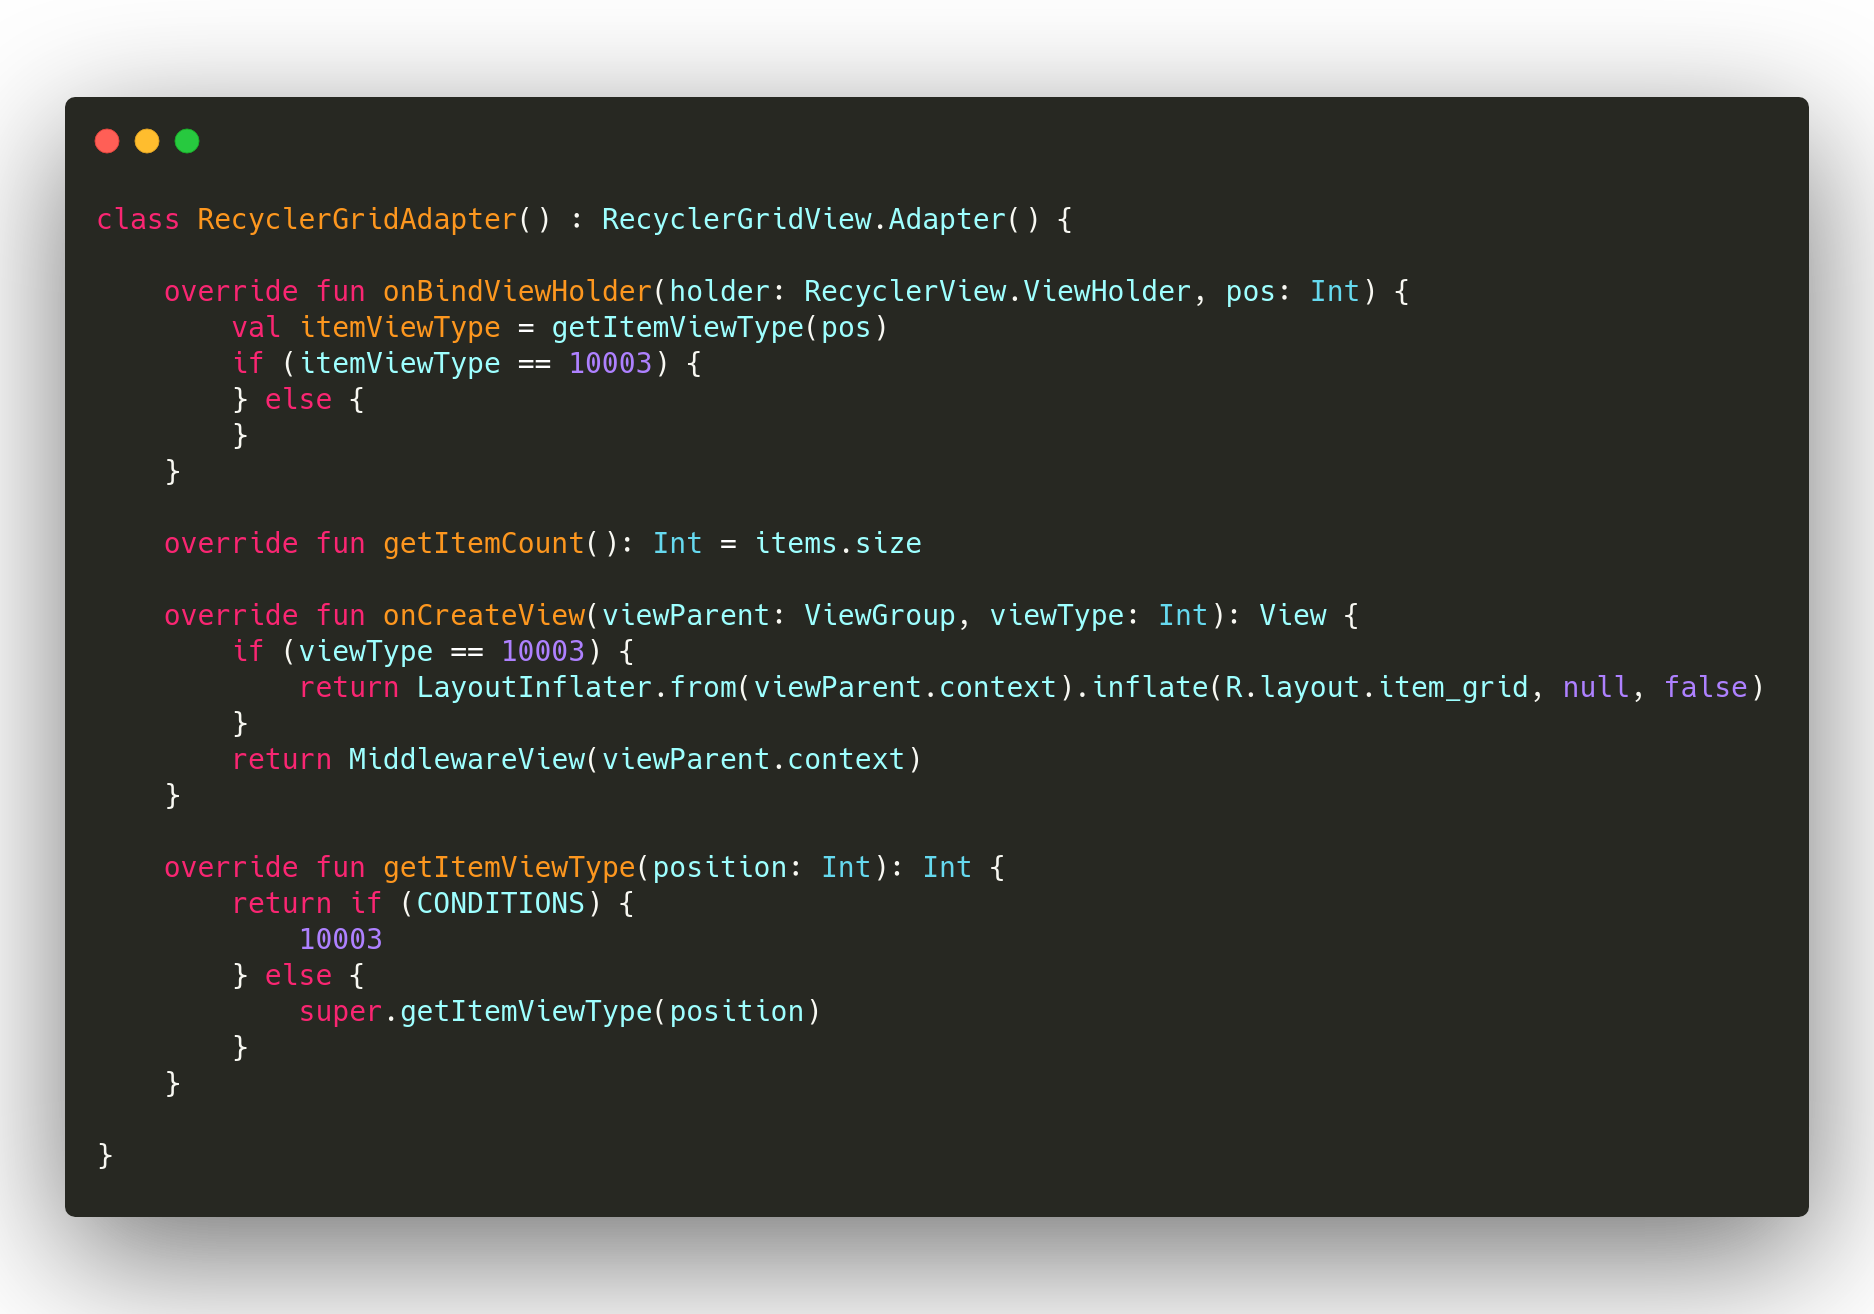 class RecyclerGridAdapter() : RecyclerGridView.Adapter() {
override fun onBindViewHolder(holder: RecyclerView.ViewHolder, pos: Int) {
val itemViewType = getItemViewType(pos)
if (itemViewType == 10003) {
} else {
}
}
override fun getItemCount(): Int = items.size
override fun onCreateView(viewParent: ViewGroup, viewType: Int): View {
if (viewType == 10003) {
return LayoutInflater.from(viewParent.context).inflate(R.layout.item_grid, null, false)
}
return MiddlewareView(viewParent.context)
}
override fun getItemViewType(position: Int): Int {
return if (CONDITIONS) {
10003
} else {
super.getItemViewType(position)
}
}
}